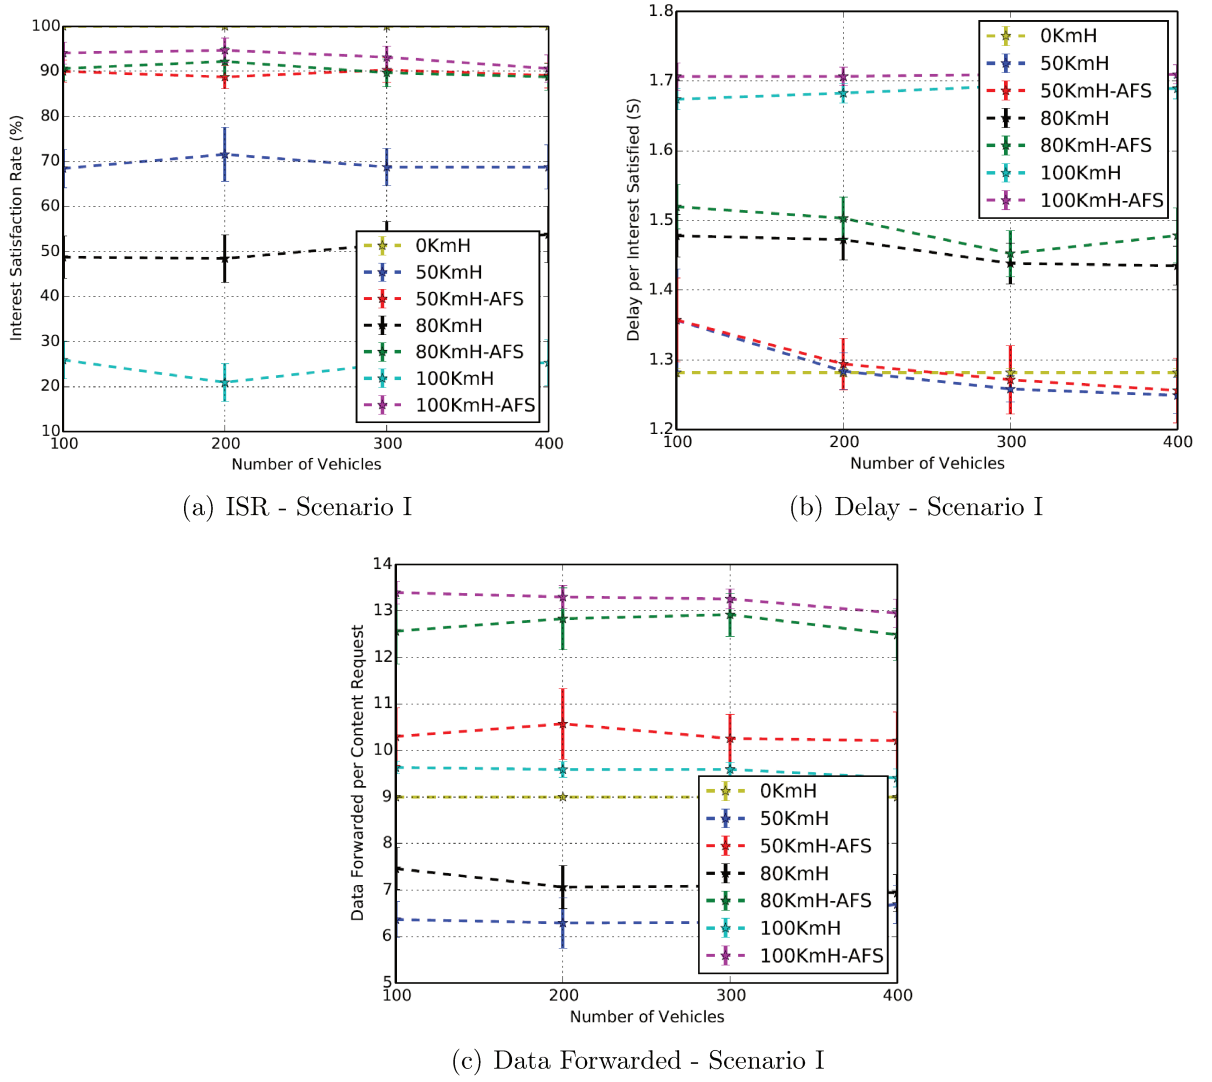 100
90
80
70
60
50
40
30
20
10
Interest Satisfaction Rate (%)
0KmH
50KmH
50KmH-AFS
80KmH
80KmH-AFS
100KmH
100KmH-AFS
100 200 300 400
Number of Vehicles
(a) ISR - Scenario I
1.8
1.7
1.6
1.5
1.4
1.3
1.2
Delay per Interest Satisfied (S)
0KmH
50KmH
50KmH-AFS
80KmH
80KmH-AFS
100KmH
100KmH-AFS
100 200 300 400
Number of Vehicles
(b) Delay - Scenario I
14
13
12
11
10
9
8
7
6
5
Data Forwarded per Content Request
0KmH
50KmH
50KmH-AFS
80KmH
80KmH-AFS
100KmH
100KmH-AFS
100 200 300 400
Number of Vehicles
(c) Data Forwarded - Scenario I